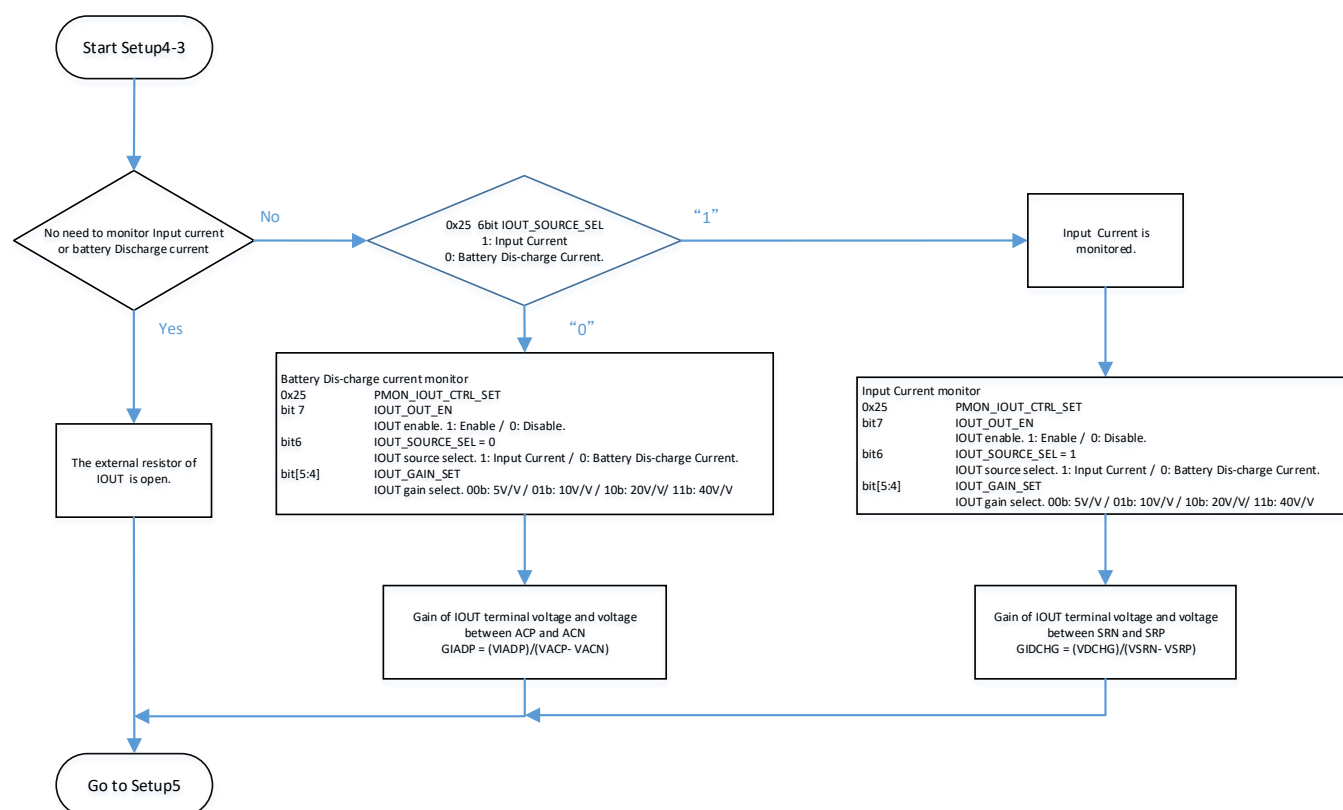 Start Setup4-3
No need to monitor Input current
or battery Discharge current
No
Yes
0x25 6bit IOUT_SOURCE_SEL
1: Input Current
0: Battery Dis-charge Current.
“1”
“0”
Input Current is
monitored.
The external resistor of
IOUT is open.
Battery Dis-charge current monitor
0x25 PMON_IOUT_CTRL_SET
bit 7 IOUT_OUT_EN
IOUT enable. 1: Enable / 0: Disable.
bit6 IOUT_SOURCE_SEL = 0
IOUT source select. 1: Input Current / 0: Battery Dis-charge Current.
bit[5:4] IOUT_GAIN_SET
IOUT gain select. 00b: 5V/V / 01b: 10V/V / 10b: 20V/V/ 11b: 40V/V
Input Current monitor
0x25 PMON_IOUT_CTRL_SET
bit7 IOUT_OUT_EN
IOUT enable. 1: Enable / 0: Disable.
bit6 IOUT_SOURCE_SEL = 1
IOUT source select. 1: Input Current / 0: Battery Dis-charge Current.
bit[5:4] IOUT_GAIN_SET
IOUT gain select. 00b: 5V/V / 01b: 10V/V / 10b: 20V/V/ 11b: 40V/V
Gain of IOUT terminal voltage and voltage
between ACP and ACN
GIADP = (VIADP)/(VACP- VACN)
Gain of IOUT terminal voltage and voltage
between SRN and SRP
GIDCHG = (VDCHG)/(VSRN- VSRP)
Go to Setup5